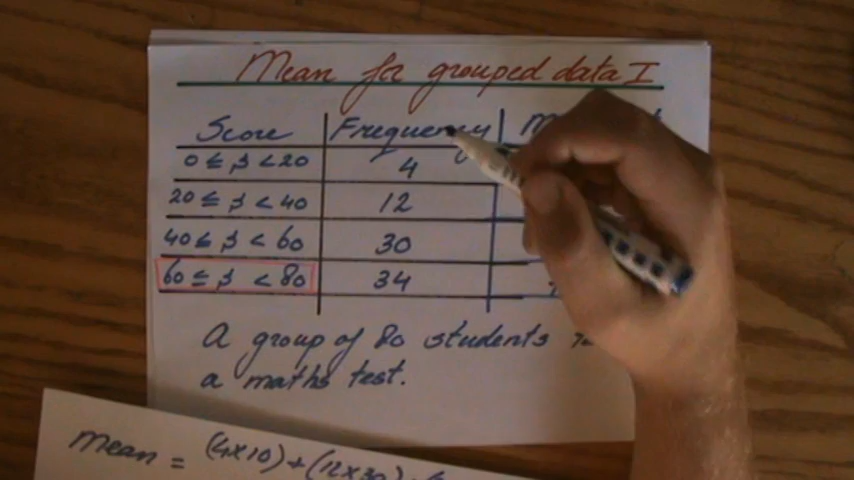 Mean for grouped data I
Score Frequency
0 ≤ s < 20 4
20 ≤ s < 40 12
40 ≤ s < 60 30
60 ≤ s < 80 34
A group of 80 students
a maths test.
Mean = (4x10) + (12x30)